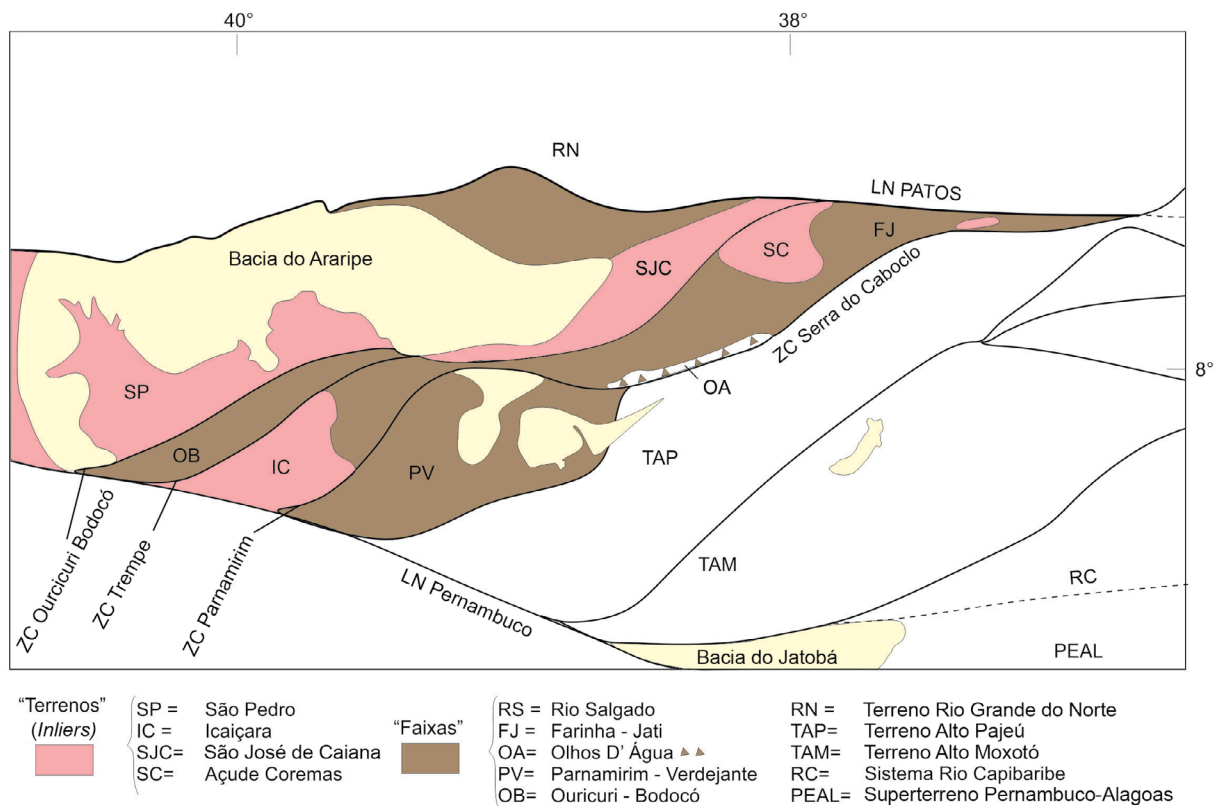 40°
38°
RN
LN PATOS
Bacia do Araripe
FJ
SC
SJC
ZC Serra do Caboclo
8°
OA
SP
OB
IC
PV
TAP
TAM
RC
PEAL
ZC Ourcicuri Bodocó
ZC Trempe
ZC Parnamirim
LN Pernambuco
Bacia do Jatobá
"Terrenos"
(Inliers)
SP = São Pedro
IC = Icaiçara
SJC= São José de Caiana
SC= Açude Coremas
"Faixas"
RS = Rio Salgado
FJ = Farinha - Jati
OA= Olhos D' Água
PV= Parnamirim - Verdejante
OB= Ouricuri - Bodocó
RN = Terreno Rio Grande do Norte
TAP= Terreno Alto Pajeú
TAM= Terreno Alto Moxotó
RC= Sistema Rio Capibaribe
PEAL= Superterreno Pernambuco-Alagoas